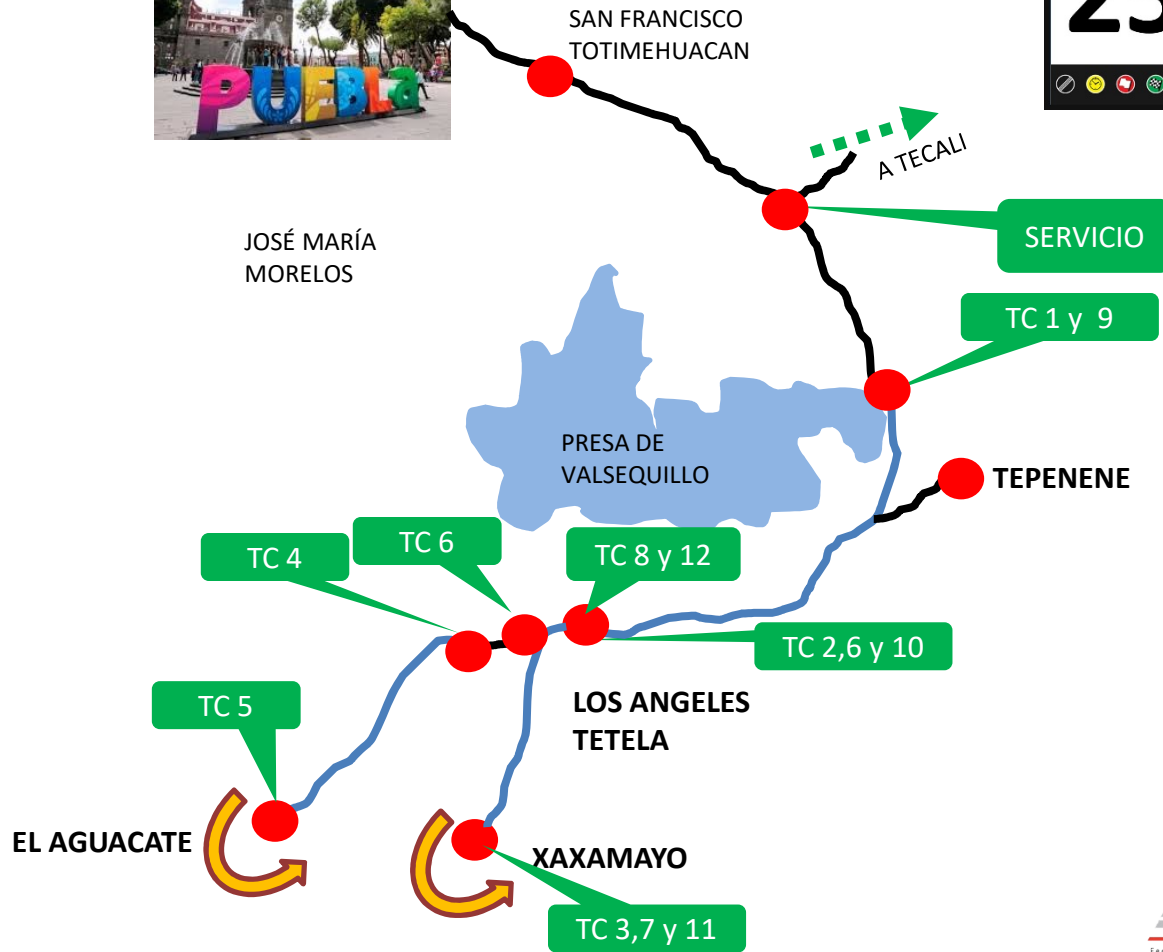 SAN FRANCISCO
TOTIMEHUACAN
PUEBLa
A TECALI
SERVICIO
JOSÉ MARÍA
MORELOS
TC 1 y 9
PRESA DE
VALSEQUILLO
TEPENENE
TC 4
TC 6
TC 8 y 12
TC 2,6 y 10
TC 5
LOS ANGELES
TETELA
EL AGUACATE
XAXAMAYO
TC 3,7 y 11